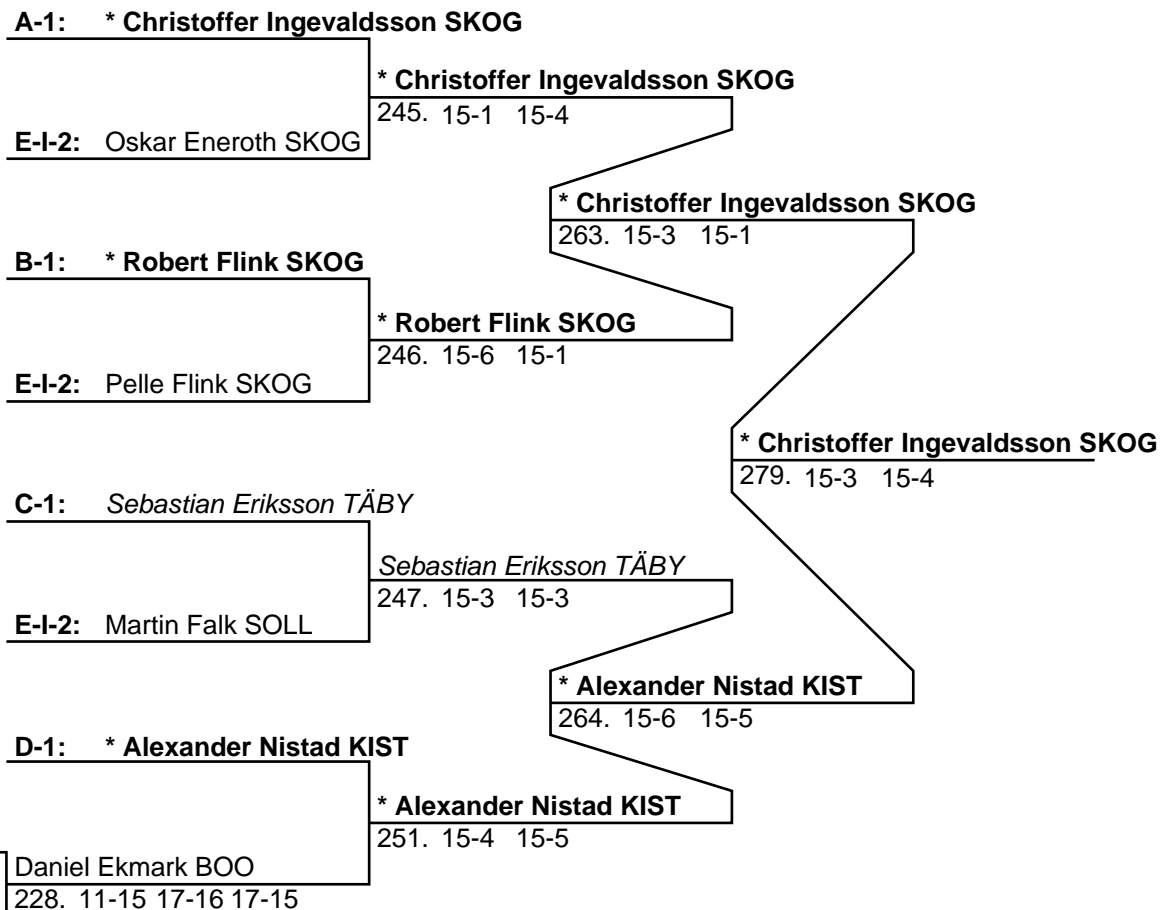 A-1: * Christoffer Ingevaldsson SKOG
* Christoffer Ingevaldsson SKOG
245. 15-1 15-4
E-I-2: Oskar Eneroth SKOG
* Christoffer Ingevaldsson SKOG
263. 15-3 15-1
B-1: * Robert Flink SKOG
* Robert Flink SKOG
246. 15-6 15-1
E-I-2: Pelle Flink SKOG
* Christoffer Ingevaldsson SKOG
279. 15-3 15-4
C-1: Sebastian Eriksson TÄBY
Sebastian Eriksson TÄBY
247. 15-3 15-3
E-I-2: Martin Falk SOLL
* Alexander Nistad KIST
264. 15-6 15-5
D-1: * Alexander Nistad KIST
* Alexander Nistad KIST
251. 15-4 15-5
Daniel Ekmark BOO
228. 11-15 17-16 17-15